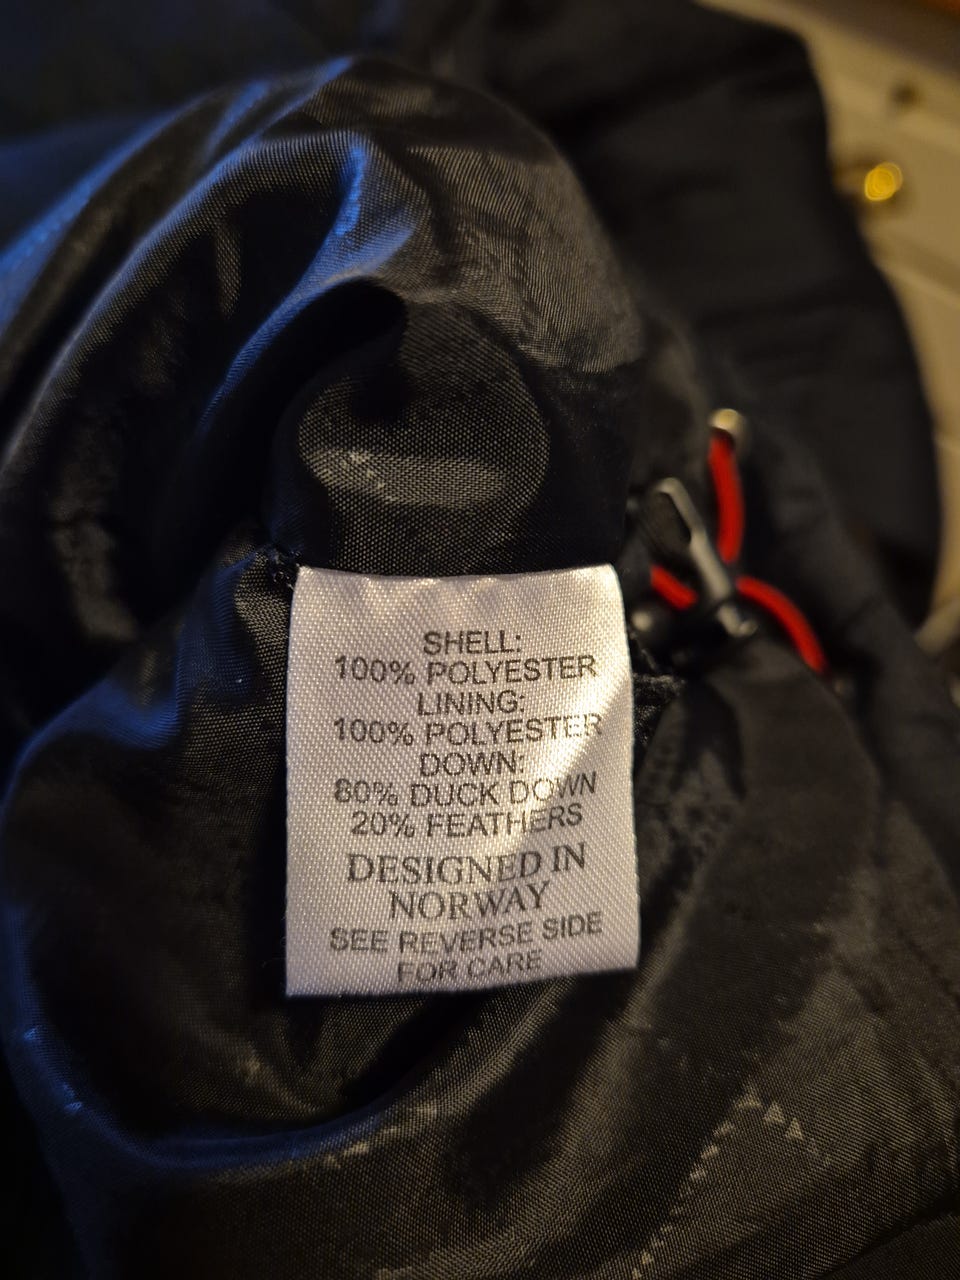 SHELL:
100% POLYESTER
LINING:
100% POLYESTER
DOWN:
80% DUCK DOWN
20% FEATHERS
DESIGNED IN
NORWAY
SEE REVERSE SIDE
FOR CARE